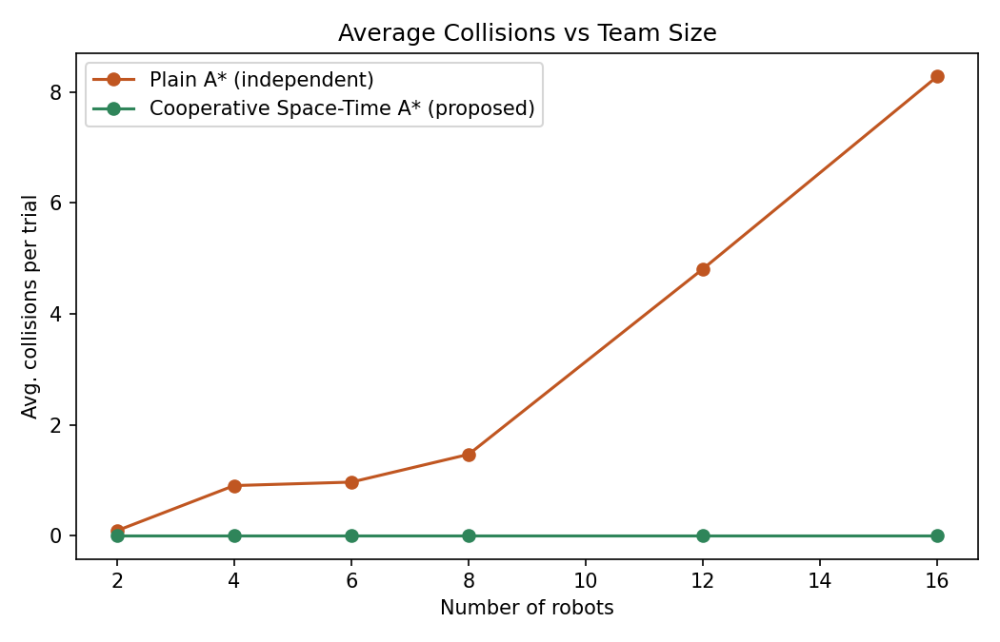 Average Collisions vs Team Size
Plain A* (independent)
Cooperative Space-Time A* (proposed)
Avg. collisions per trial
8
6
4
2
0
2 4 6 8 10 12 14 16
Number of robots